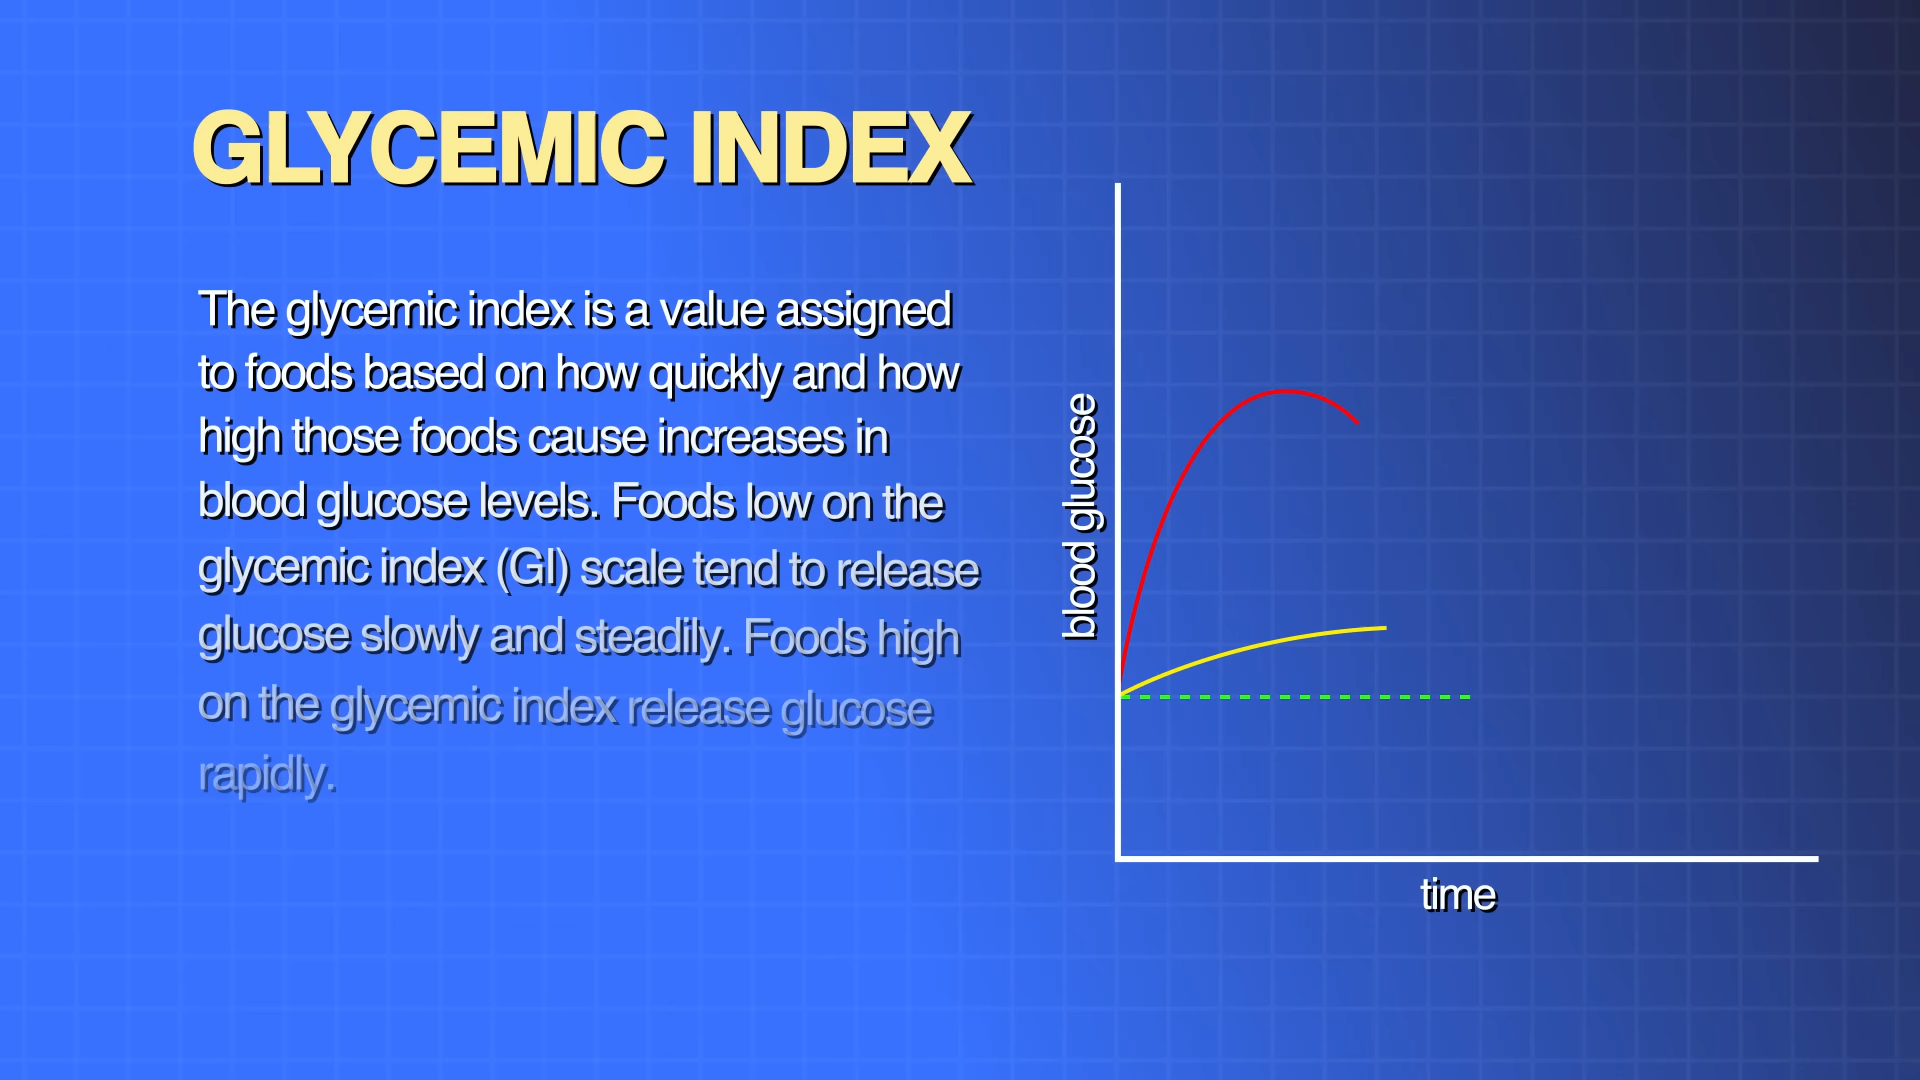 GLYCEMIC INDEX
The glycemic index is a value assigned
to foods based on how quickly and how
high those foods cause increases in
blood glucose levels. Foods low on the
glycemic index (GI) scale tend to release
glucose slowly and steadily. Foods high
on the glycemic index release glucose
rapidly.
blood glucose
time